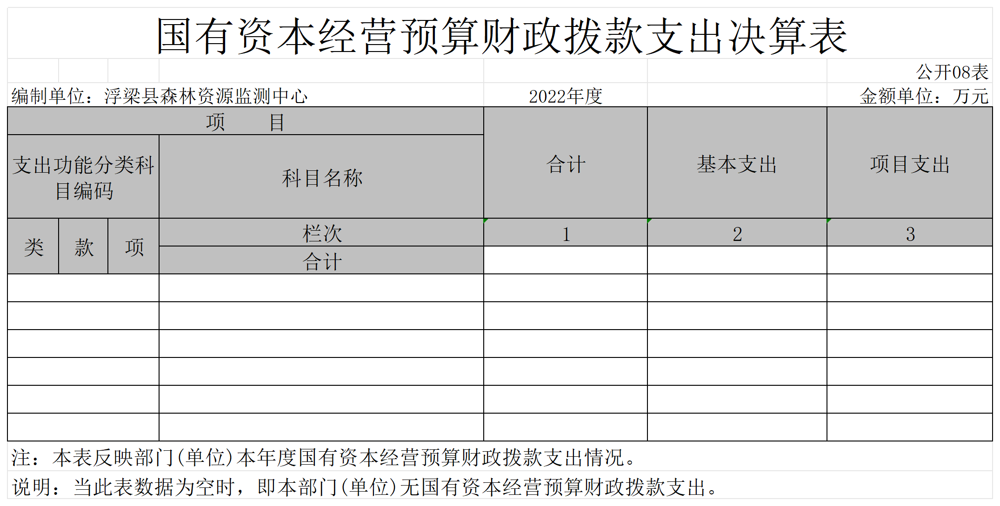 国有资本经营预算财政拨款支出决算表
公开08表
编制单位：浮梁县森林资源监测中心 2022年度 金额单位：万元
项 目
支出功能分类科
目编码
科目名称
合计 基本支出 项目支出
类 款 项
栏次 1 2 3
合计
注：本表反映部门(单位)本年度国有资本经营预算财政拨款支出情况。
说明：当此表数据为空时，即本部门(单位)无国有资本经营预算财政拨款支出。